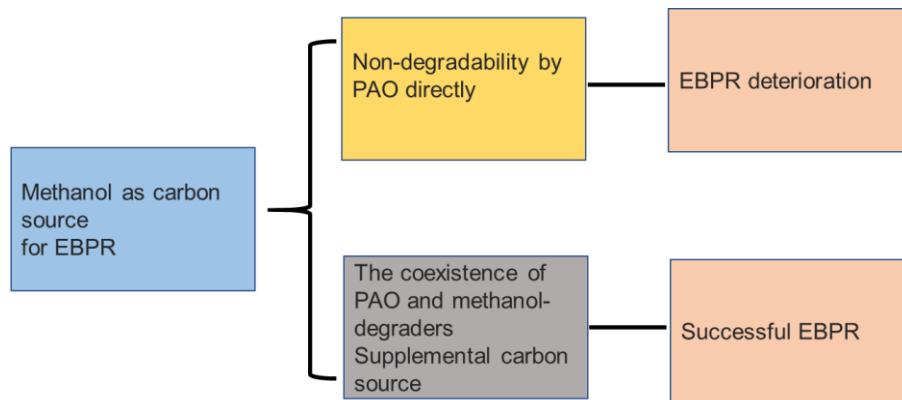 Methanol as carbon
source
for EBPR
Non-degradability by
PAO directly
EBPR deterioration
The coexistence of
PAO and methanol-
degraders
Supplemental carbon
source
Successful EBPR